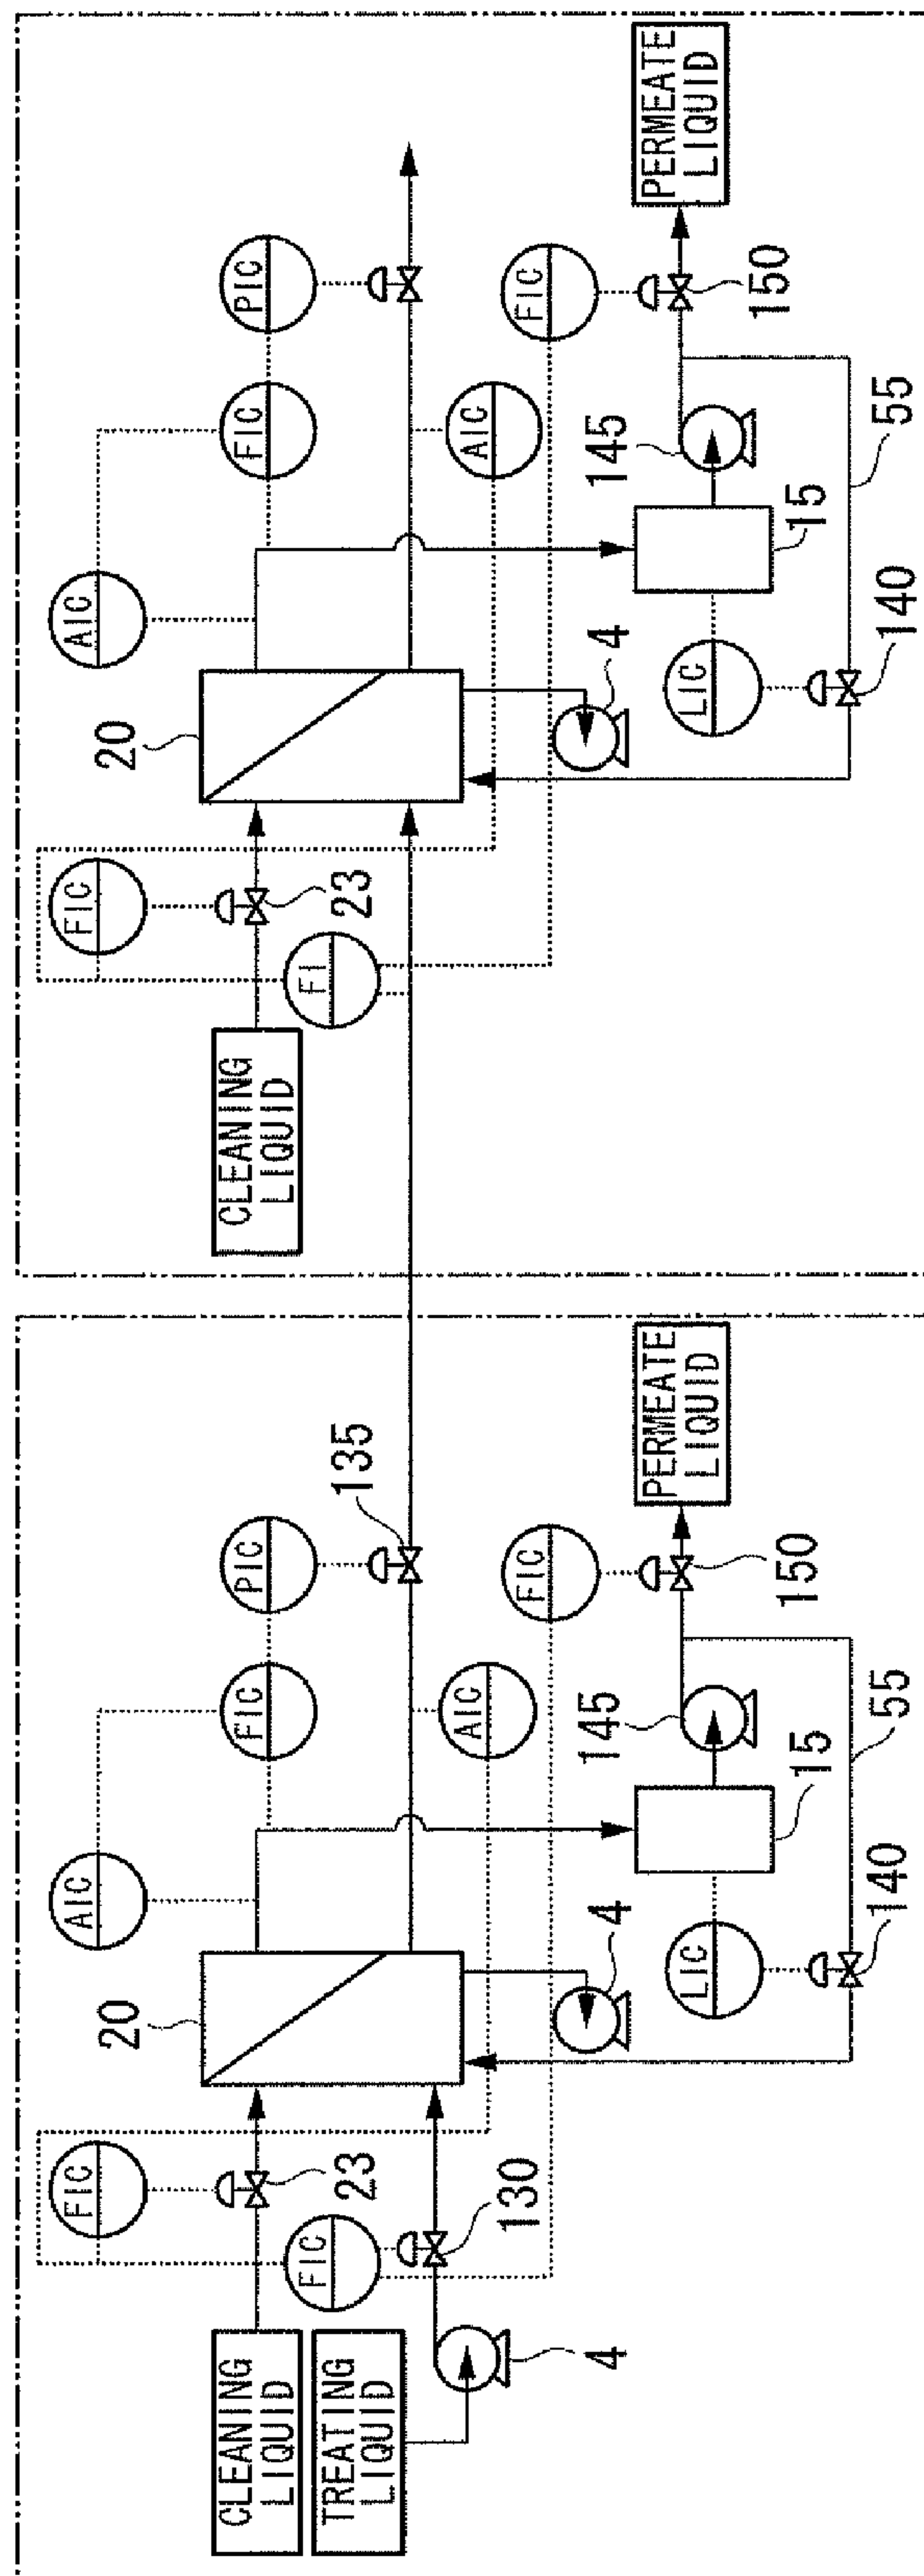 CLEANING
LIQUID
TREATING
LIQUID
4
FIC
FIC
23
130
20
AIC
FIC
PIC
135
AIC
FIC
4
LIC
15
145
150
140
55
PERMEATE
LIQUID
CLEANING
LIQUID
FIC
FI
23
20
AIC
FIC
PIC
AIC
FIC
4
LIC
15
145
150
140
55
PERMEATE
LIQUID